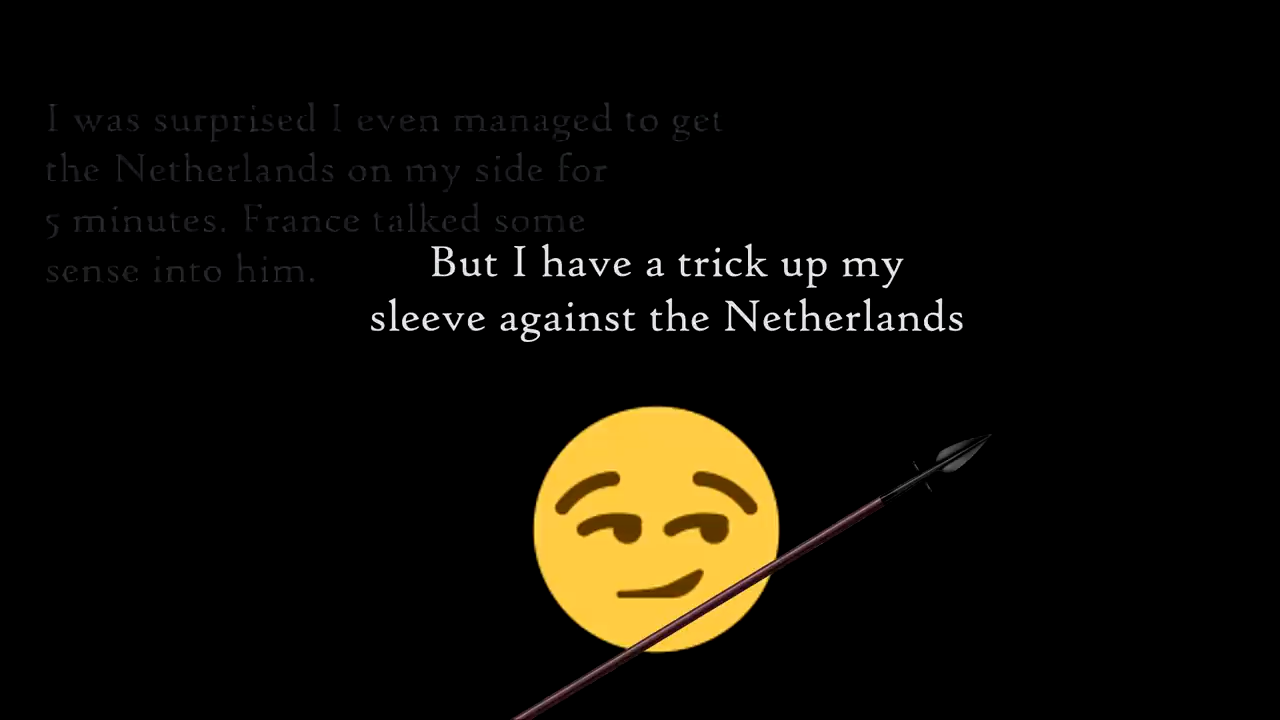 I was surprised I even managed to get
the Netherlands on my side for
5 minutes. France talked some
sense into him.
But I have a trick up my
sleeve against the Netherlands